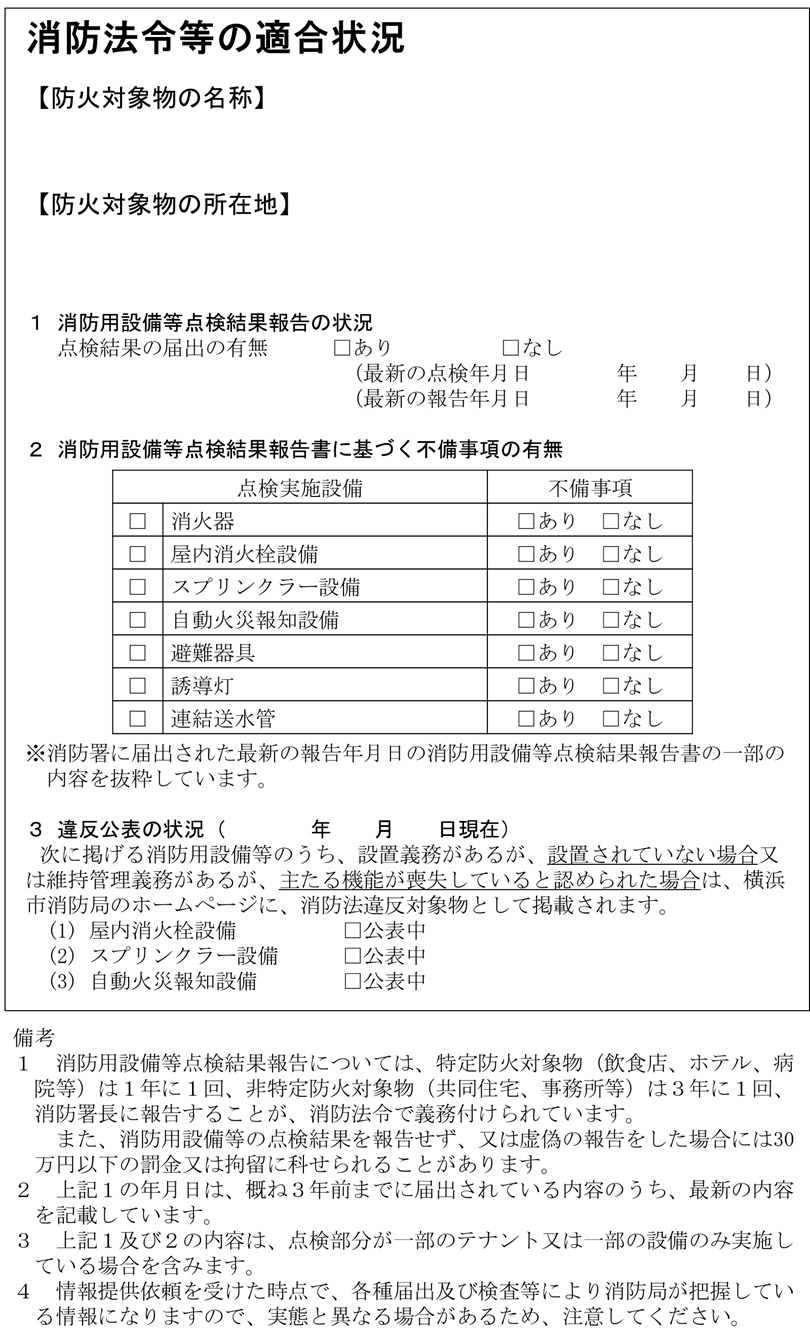 消防法令等の適合状況
【防火対象物の名称】
【防火対象物の所在地】
1 消防用設備等点検結果報告の状況
点検結果の届出の有無 □あり □なし
(最新の点検年月日 年 月 日)
(最新の報告年月日 年 月 日)
2 消防用設備等点検結果報告書に基づく不備事項の有無
点検実施設備 不備事項
□ 消火器 □あり □なし
□ 屋内消火栓設備 □あり □なし
□ スプリンクラー設備 □あり □なし
□ 自動火災報知設備 □あり □なし
□ 避難器具 □あり □なし
□ 誘導灯 □あり □なし
□ 連結送水管 □あり □なし
※消防署に届出された最新の報告年月日の消防用設備等点検結果報告書の一部の
内容を抜粋しています。
3 違反公表の状況( 年 月 日現在)
次に掲げる消防用設備等のうち、設置義務があるが、設置されていない場合又
は維持管理義務があるが、主たる機能が喪失していると認められた場合は、横浜
市消防局のホームページに、消防法違反対象物として掲載されます。
(1) 屋内消火栓設備 □公表中
(2) スプリンクラー設備 □公表中
(3) 自動火災報知設備 □公表中
備考
1 消防用設備等点検結果報告については、特定防火対象物(飲食店、ホテル、病
院等)は1年に1回、非特定防火対象物(共同住宅、事務所等)は3年に1回、
消防署長に報告することが、消防法令で義務付けられています。
また、消防用設備等の点検結果を報告せず、又は虚偽の報告をした場合には30
万円以下の罰金又は拘留に科せられることがあります。
2 上記1の年月日は、概ね3年前までに届出されている内容のうち、最新の内容
を記載しています。
3 上記1及び2の内容は、点検部分が一部のテナント又は一部の設備のみ実施し
ている場合を含みます。
4 情報提供依頼を受けた時点で、各種届出及び検査等により消防局が把握してい
る情報になりますので、実態と異なる場合があるため、注意してください。